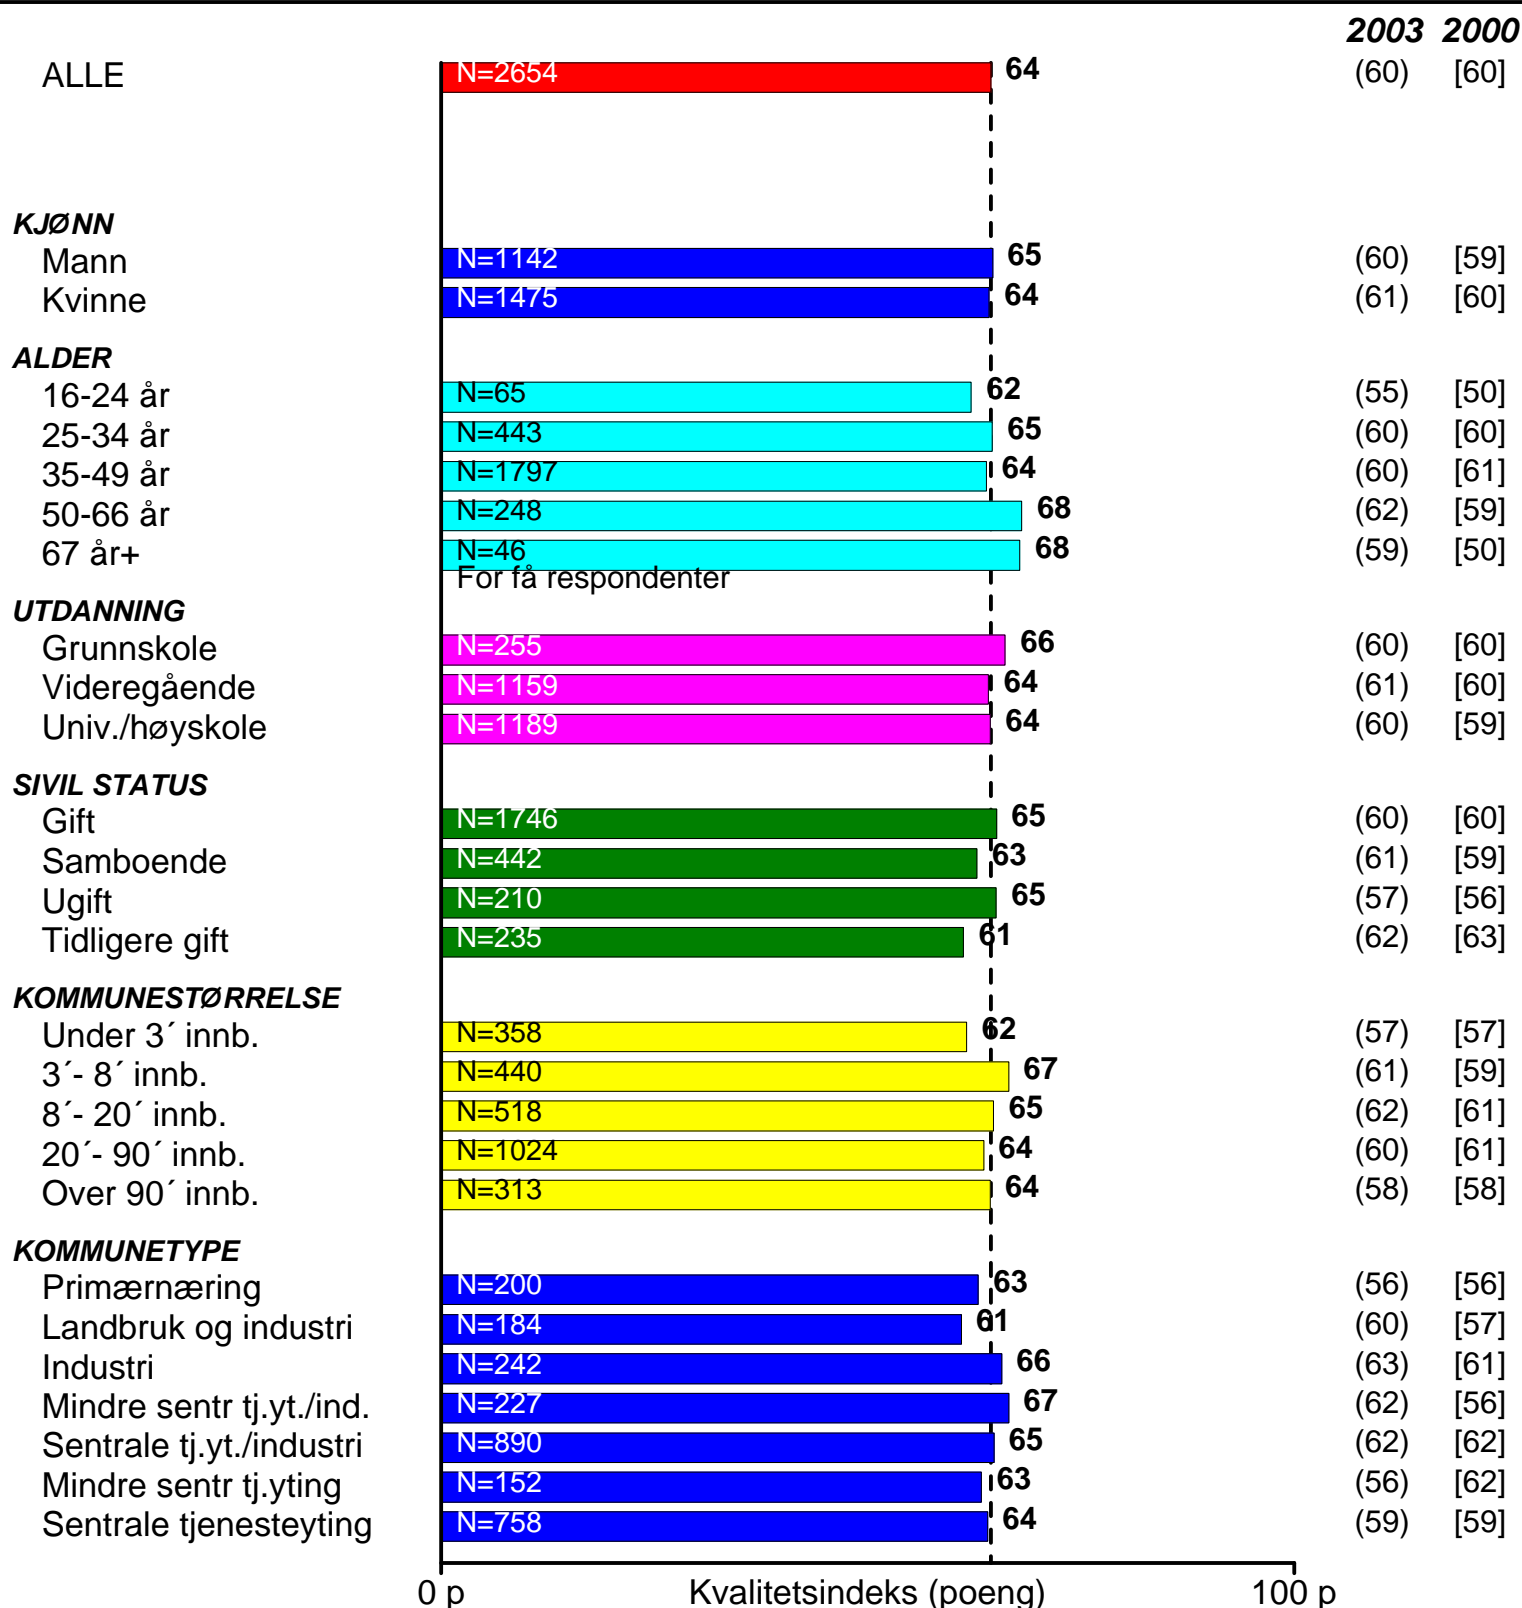 2003 2000
ALLE N=2654 64 (60) [60]
KJØNN
Mann N=1142 65 (60) [59]
Kvinne N=1475 64 (61) [60]
ALDER
16-24 år N=65 62 (55) [50]
25-34 år N=443 65 (60) [60]
35-49 år N=1797 64 (60) [61]
50-66 år N=248 68 (62) [59]
67 år+ N=46 68 (59) [50]
For få respondenter
UTDANNING
Grunnskole N=255 66 (60) [60]
Videregående N=1159 64 (61) [60]
Univ./høyskole N=1189 64 (60) [59]
SIVIL STATUS
Gift N=1746 65 (60) [60]
Samboende N=442 63 (61) [59]
Ugift N=210 65 (57) [56]
Tidligere gift N=235 61 (62) [63]
KOMMUNESTØRRELSE
Under 3´ innb. N=358 62 (57) [57]
3´- 8´ innb. N=440 67 (61) [59]
8´- 20´ innb. N=518 65 (62) [61]
20´- 90´ innb. N=1024 64 (60) [61]
Over 90´ innb. N=313 64 (58) [58]
KOMMUNETYPE
Primærnæring N=200 63 (56) [56]
Landbruk og industri N=184 61 (60) [57]
Industri N=242 66 (63) [61]
Mindre sentr tj.yt./ind. N=227 67 (62) [56]
Sentrale tj.yt./industri N=890 65 (62) [62]
Mindre sentr tj.yting N=152 63 (56) [62]
Sentrale tjenesteyting N=758 64 (59) [59]
0 p Kvalitetsindeks (poeng) 100 p